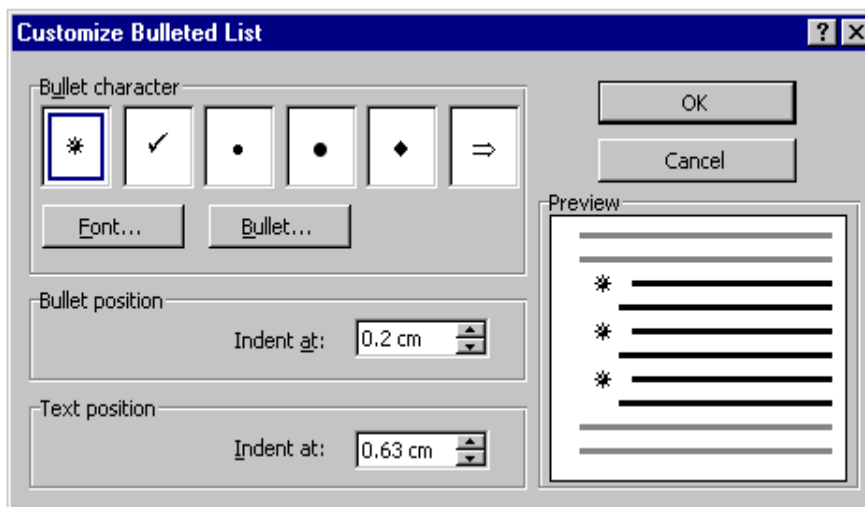 Customize Bulleted List
Bullet character
OK
Cancel
Font...
Bullet...
Preview
Bullet position
Indent at:
0.2 cm
Text position
Indent at:
0.63 cm